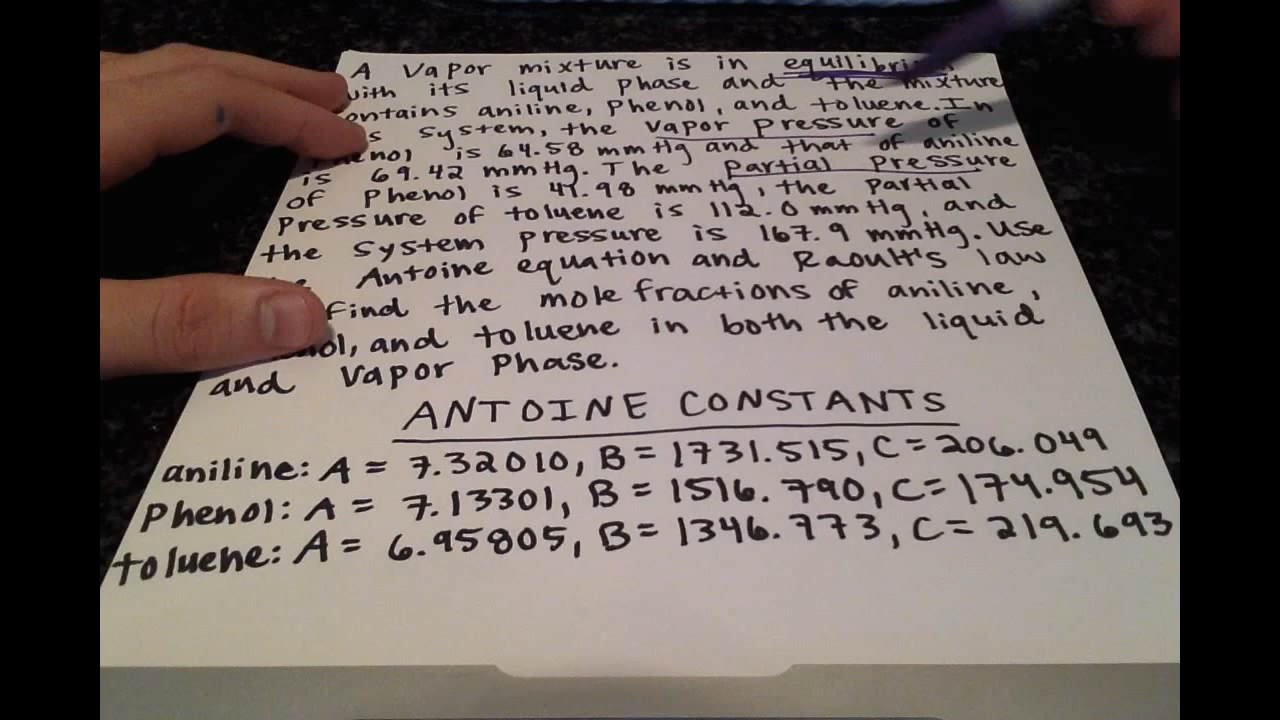 A Vapor mixture is in equilibri
with its liquid phase and the mixture
ontains aniline, phenol, and toluene. In
s system, the vapor pressure of
henol is 64.58 mmHg and that of aniline
is 69.42 mmHg. The partial pressure
of phenol is 41.98 mmHg, the partial
pressure of toluene is 112.0 mmHg, and
the system pressure is 167.9 mmHg. Use
Antoine equation and Raoult's law
find the mole fractions of aniline,
nol, and toluene in both the liquid
and vapor phase.
ANTOINE CONSTANTS
aniline: A = 7.32010, B = 1731.515, C = 206.049
phenol: A = 7.13301, B = 1516.790, C = 174.954
toluene: A = 6.95805, B = 1346.773, C = 219.693